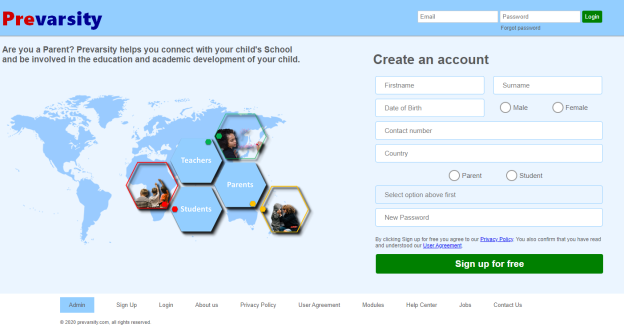 Prevarsity
Email
Password
Login
Forgot password
Are you a Parent? Prevarsity helps you connect with your child's School
and be involved in the education and academic development of your child.
Create an account
Firstname
Surname
Date of Birth
Male
Female
Contact number
Country
Parent
Student
Select option above first
New Password
By clicking Sign up for free you agree to our Privacy Policy. You also confirm that you have read
and understood our User Agreement.
Sign up for free
Teachers
Parents
Students
Admin
Sign Up
Login
About us
Privacy Policy
User Agreement
Modules
Help Center
Jobs
Contact Us
© 2020 prevarsity.com, all rights reserved